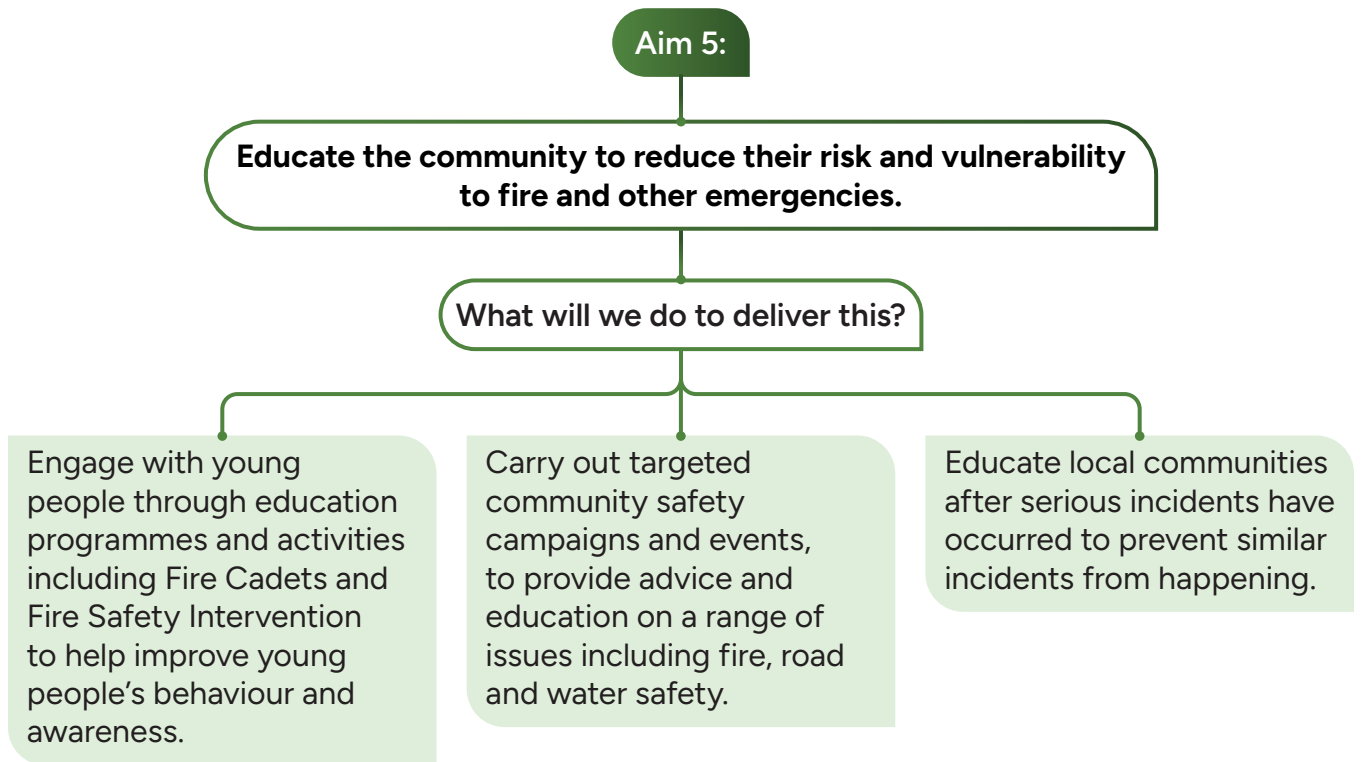 Aim 5:
Educate the community to reduce their risk and vulnerability
to fire and other emergencies.
What will we do to deliver this?
Engage with young
people through education
programmes and activities
including Fire Cadets and
Fire Safety Intervention
to help improve young
people’s behaviour and
awareness.
Carry out targeted
community safety
campaigns and events,
to provide advice and
education on a range of
issues including fire, road
and water safety.
Educate local communities
after serious incidents have
occurred to prevent similar
incidents from happening.